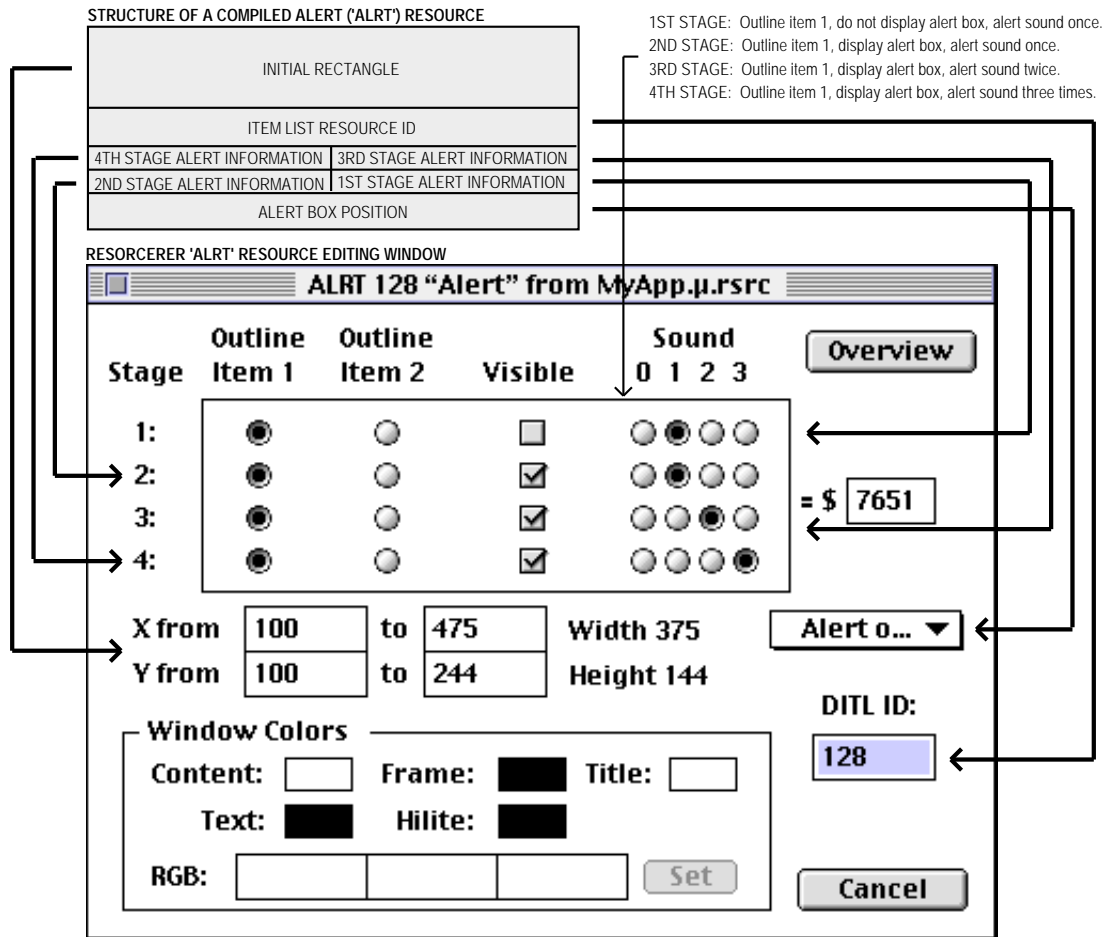 STRUCTURE OF A COMPILED ALERT ('ALRT') RESOURCE
INITIAL RECTANGLE
ITEM LIST RESOURCE ID
4TH STAGE ALERT INFORMATION 3RD STAGE ALERT INFORMATION
2ND STAGE ALERT INFORMATION 1ST STAGE ALERT INFORMATION
ALERT BOX POSITION
1ST STAGE: Outline item 1, do not display alert box, alert sound once.
2ND STAGE: Outline item 1, display alert box, alert sound once.
3RD STAGE: Outline item 1, display alert box, alert sound twice.
4TH STAGE: Outline item 1, display alert box, alert sound three times.
RESORCERER 'ALRT' RESOURCE EDITING WINDOW
ALRT 128 “Alert” from MyApp.µ.rsrc
Outline Outline Sound
Stage Item 1 Item 2 Visible 0 1 2 3
Overview
1:
2:
3:
4:
= $ 7651
X from 100 to 475 Width 375
Y from 100 to 244 Height 144
Alert o...
DITL ID:
128
Window Colors
Content: Frame: Title:
Text: Hilite:
RGB: Set
Cancel